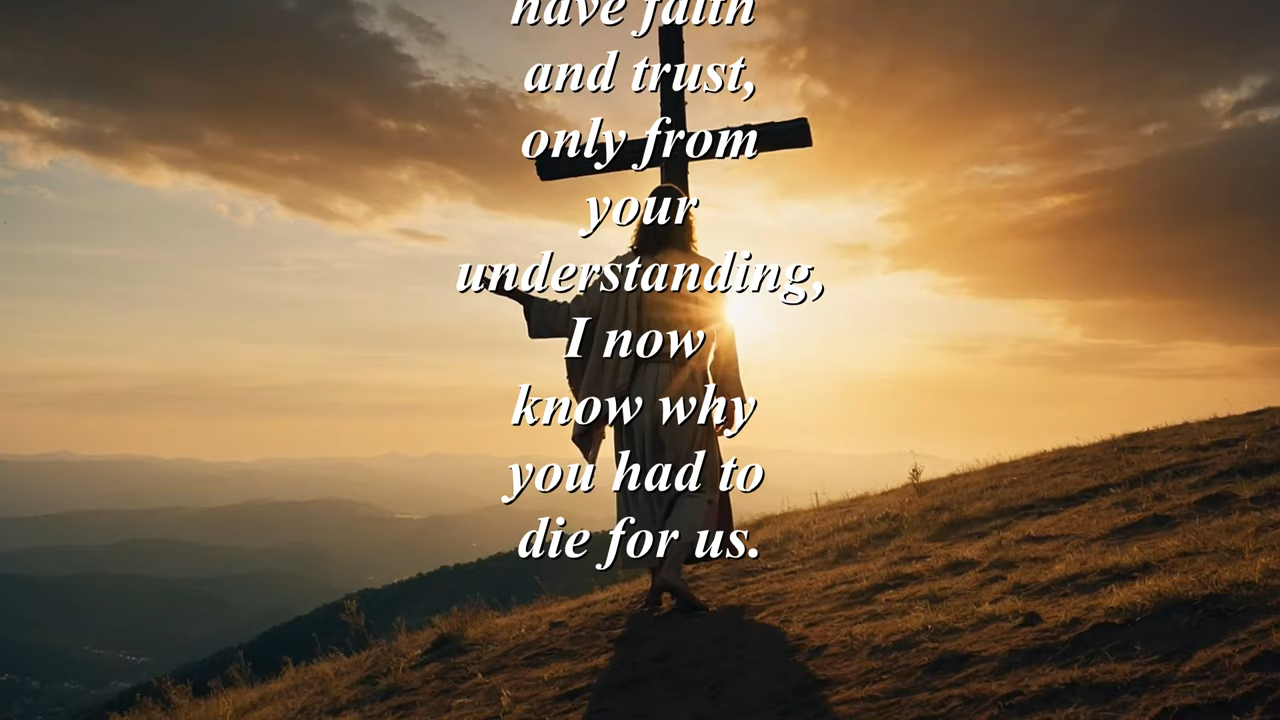 have faith
and trust,
only from
your
understanding,
I now
know why
you had to
die for us.